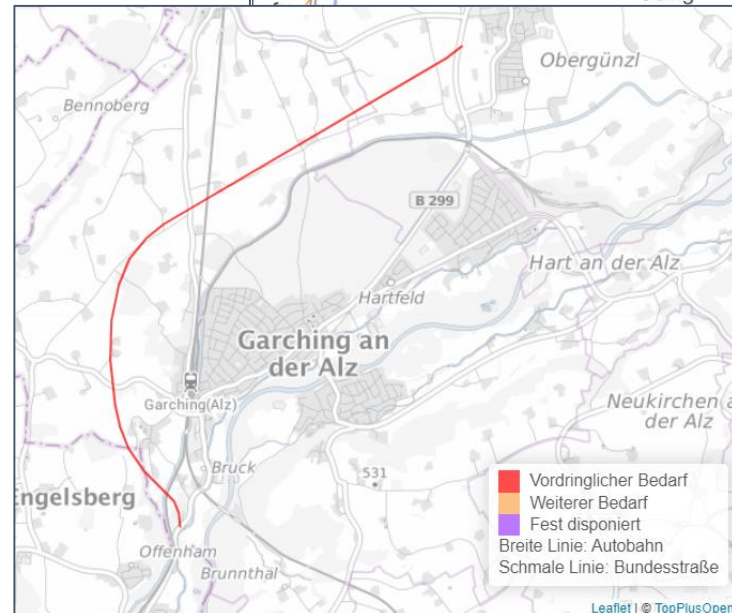 Obergünzl
Bennoberg
B 299
Hart an der Alz
Hartfeld
Garching an
der Alz
Neukirchen a
der Alz
Garching(Alz)
Bruck
531
Engelsberg
Offenham
Brunnthal
Vordringlicher Bedarf
Weiterer Bedarf
Fest disponiert
Breite Linie: Autobahn
Schmale Linie: Bundesstraße
Leaflet | © TopPlusOpen